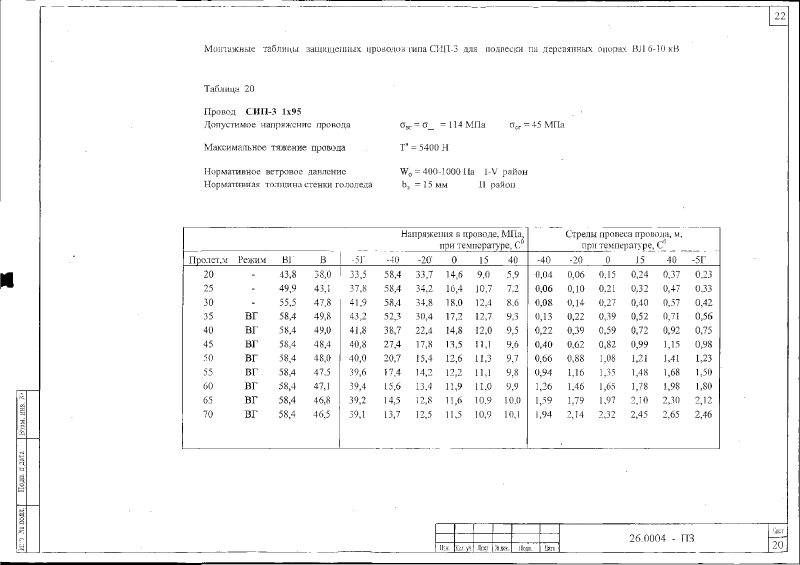 22
Монтажные таблицы защищенных проводов типа СИП-3 для подвески на деревянных опорах ВЛ 6-10 кВ
Таблица 20
Провод СИП-3 1х95
Допустимое напряжение провода σвг = σ_ = 114 МПа σсг = 45 МПа
Максимальное тяжение провода Тн = 5400 Н
Нормативное ветровое давление W0 = 400-1000 Па I-V район
Нормативная толщина стенки гололеда bэ = 15 мм II район
Напряжения в проводе, МПа, Стрелы провеса провода, м,
при температуре, С0 при температуре, С0
Пролет,м Режим ВГ В -5Г -40 -20 0 15 40 -40 -20 0 15 40 -5Г
20 - 43,8 38,0 33,5 58,4 33,7 14,6 9,0 5,9 0,04 0,06 0,15 0,24 0,37 0,23
25 - 49,9 43,1 37,8 58,4 34,2 16,4 10,7 7,2 0,06 0,10 0,21 0,32 0,47 0,33
30 - 55,5 47,8 41,9 58,4 34,8 18,0 12,4 8,6 0,08 0,14 0,27 0,40 0,57 0,42
35 ВГ 58,4 49,8 43,2 52,3 30,4 17,2 12,7 9,3 0,13 0,22 0,39 0,52 0,71 0,56
40 ВГ 58,4 49,0 41,8 38,7 22,4 14,8 12,0 9,5 0,22 0,39 0,59 0,72 0,92 0,75
45 ВГ 58,4 48,4 40,8 27,4 17,8 13,5 11,1 9,6 0,40 0,62 0,82 0,99 1,15 0,98
50 ВГ 58,4 48,0 40,0 20,7 15,4 12,6 11,3 9,7 0,66 0,88 1,08 1,21 1,41 1,23
55 ВГ 58,4 47,5 39,6 17,4 14,2 12,2 11,1 9,8 0,94 1,16 1,35 1,48 1,68 1,50
60 ВГ 58,4 47,1 39,4 15,6 13,4 11,9 11,0 9,9 1,26 1,46 1,65 1,78 1,98 1,80
65 ВГ 58,4 46,8 39,2 14,5 12,8 11,6 10,9 10,0 1,59 1,79 1,97 2,10 2,30 2,12
70 ВГ 58,4 46,5 39,1 13,7 12,5 11,5 10,9 10,1 1,94 2,14 2,32 2,45 2,65 2,46
Взам. инв. №
Подп. и дата
Инв. № подл.
Изм. Кол.уч. Лист №док. Подп. Дата
26.0004 - ПЗ
Лист
20